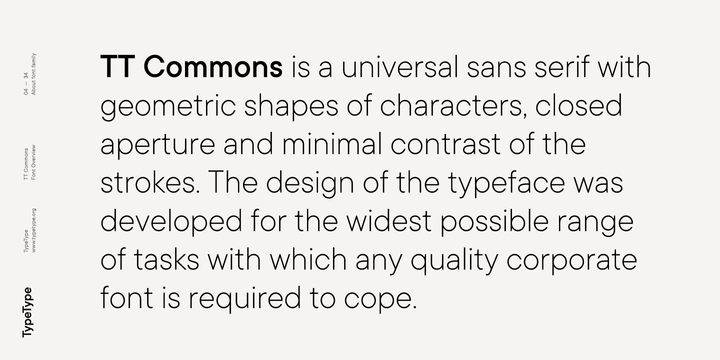 TT Commons is a universal sans serif with
geometric shapes of characters, closed
aperture and minimal contrast of the
strokes. The design of the typeface was
developed for the widest possible range
of tasks with which any quality corporate
font is required to cope.
04 — 34
About font family
TT Commons
Font Overview
TypeType
www.typetype.org
TypeType